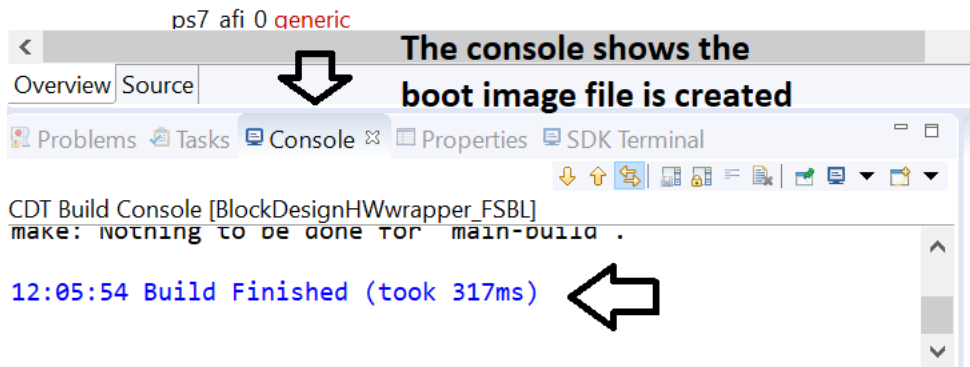 ps7_afi_0 generic
The console shows the
boot image file is created
Overview Source
Problems Tasks Console Properties SDK Terminal
CDT Build Console [BlockDesignHWwrapper_FSBL]
make: Nothing to be done for 'main-build'.
12:05:54 Build Finished (took 317ms)